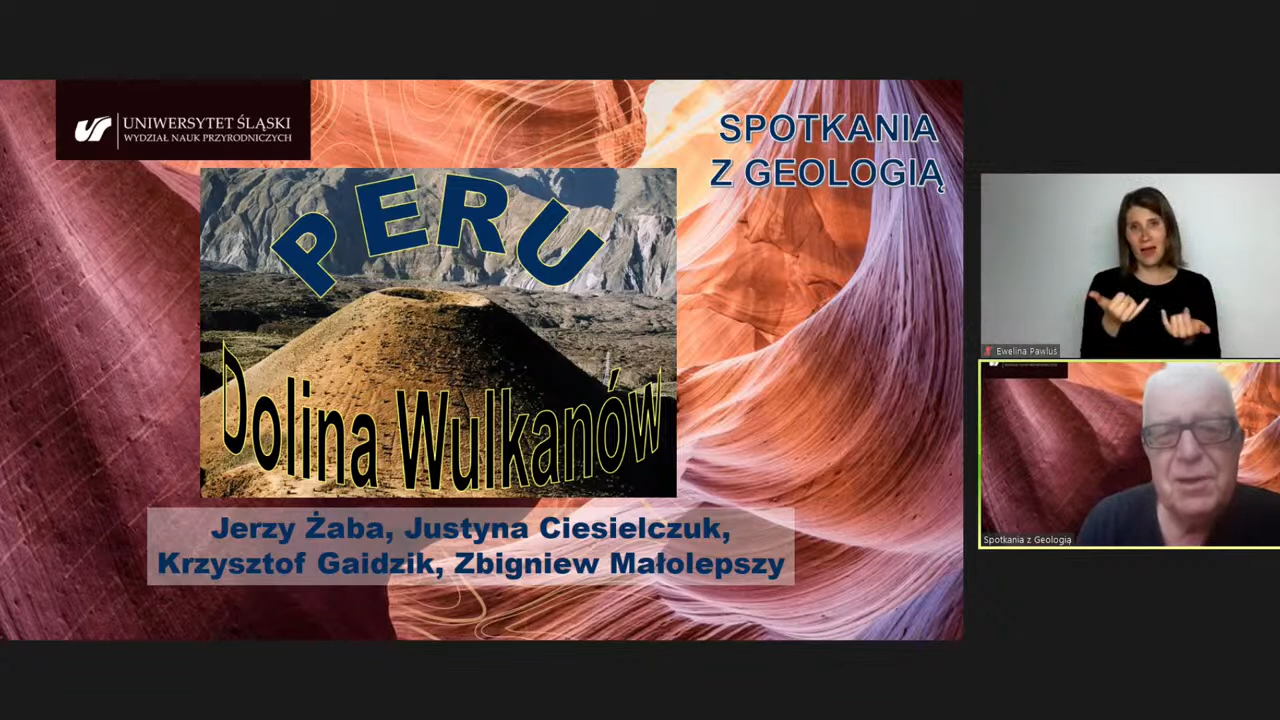 UNIWERSYTET ŚLĄSKI
WYDZIAŁ NAUK PRZYRODNICZYCH
SPOTKANIA
Z GEOLOGIĄ
PERU
Dolina Wulkanów
Jerzy Żaba, Justyna Ciesielczuk,
Krzysztof Gaidzik, Zbigniew Małolepszy
Ewelina Pawluś
Spotkania z Geologią